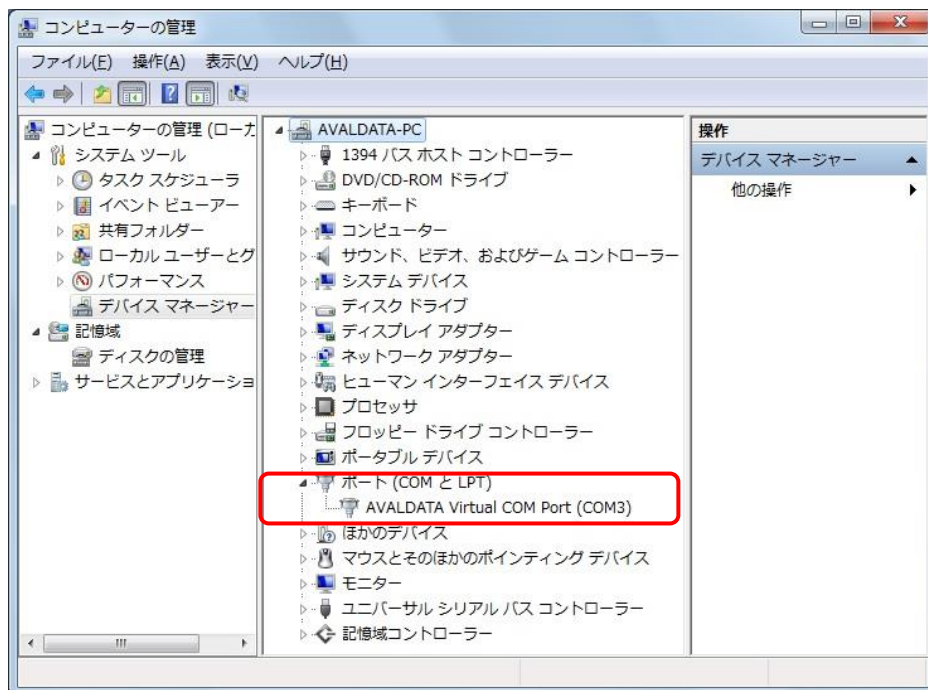 コンピューターの管理
ファイル(F) 操作(A) 表示(V) ヘルプ(H)
コンピューターの管理 (ローカ
システム ツール
タスク スケジューラ
イベント ビューアー
共有フォルダー
ローカル ユーザーとグ
パフォーマンス
デバイス マネージャー
記憶域
ディスクの管理
サービスとアプリケーショ
AVALDATA-PC
1394 バス ホスト コントローラー
DVD/CD-ROM ドライブ
キーボード
コンピューター
サウンド、ビデオ、およびゲーム コントローラー
システム デバイス
ディスク ドライブ
ディスプレイ アダプター
ネットワーク アダプター
ヒューマン インターフェイス デバイス
プロセッサ
フロッピー ドライブ コントローラー
ポータブル デバイス
ポート (COM と LPT)
AVALDATA Virtual COM Port (COM3)
ほかのデバイス
マウスとそのほかのポインティング デバイス
モニター
ユニバーサル シリアル バス コントローラー
記憶域コントローラー
操作
デバイス マネージャー
他の操作